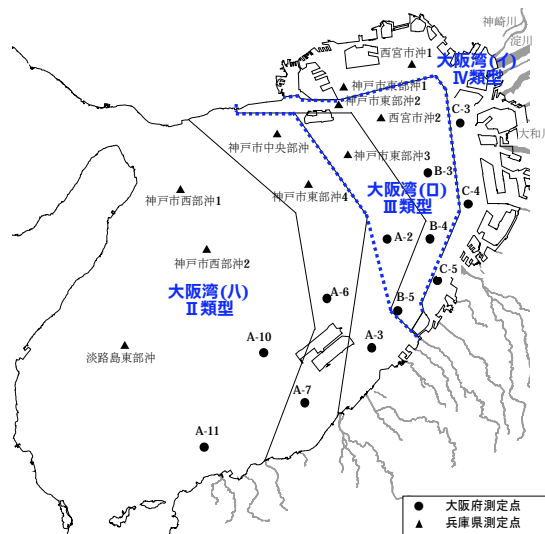 神崎川
淀川
西宮市沖1
大阪湾(イ)
Ⅳ類型
神戸市東部沖1
神戸市東部沖2
C-3
西宮市沖2
大和川
神戸市中央部沖
神戸市東部沖3
B-3
神戸市東部沖4
大阪湾(ロ)
Ⅲ類型
神戸市西部沖1
C-4
A-2
B-4
神戸市西部沖2
C-5
大阪湾(ハ)
Ⅱ類型
A-6
B-5
淡路島東部沖
A-10
A-3
A-7
A-11
大阪府測定点
兵庫県測定点